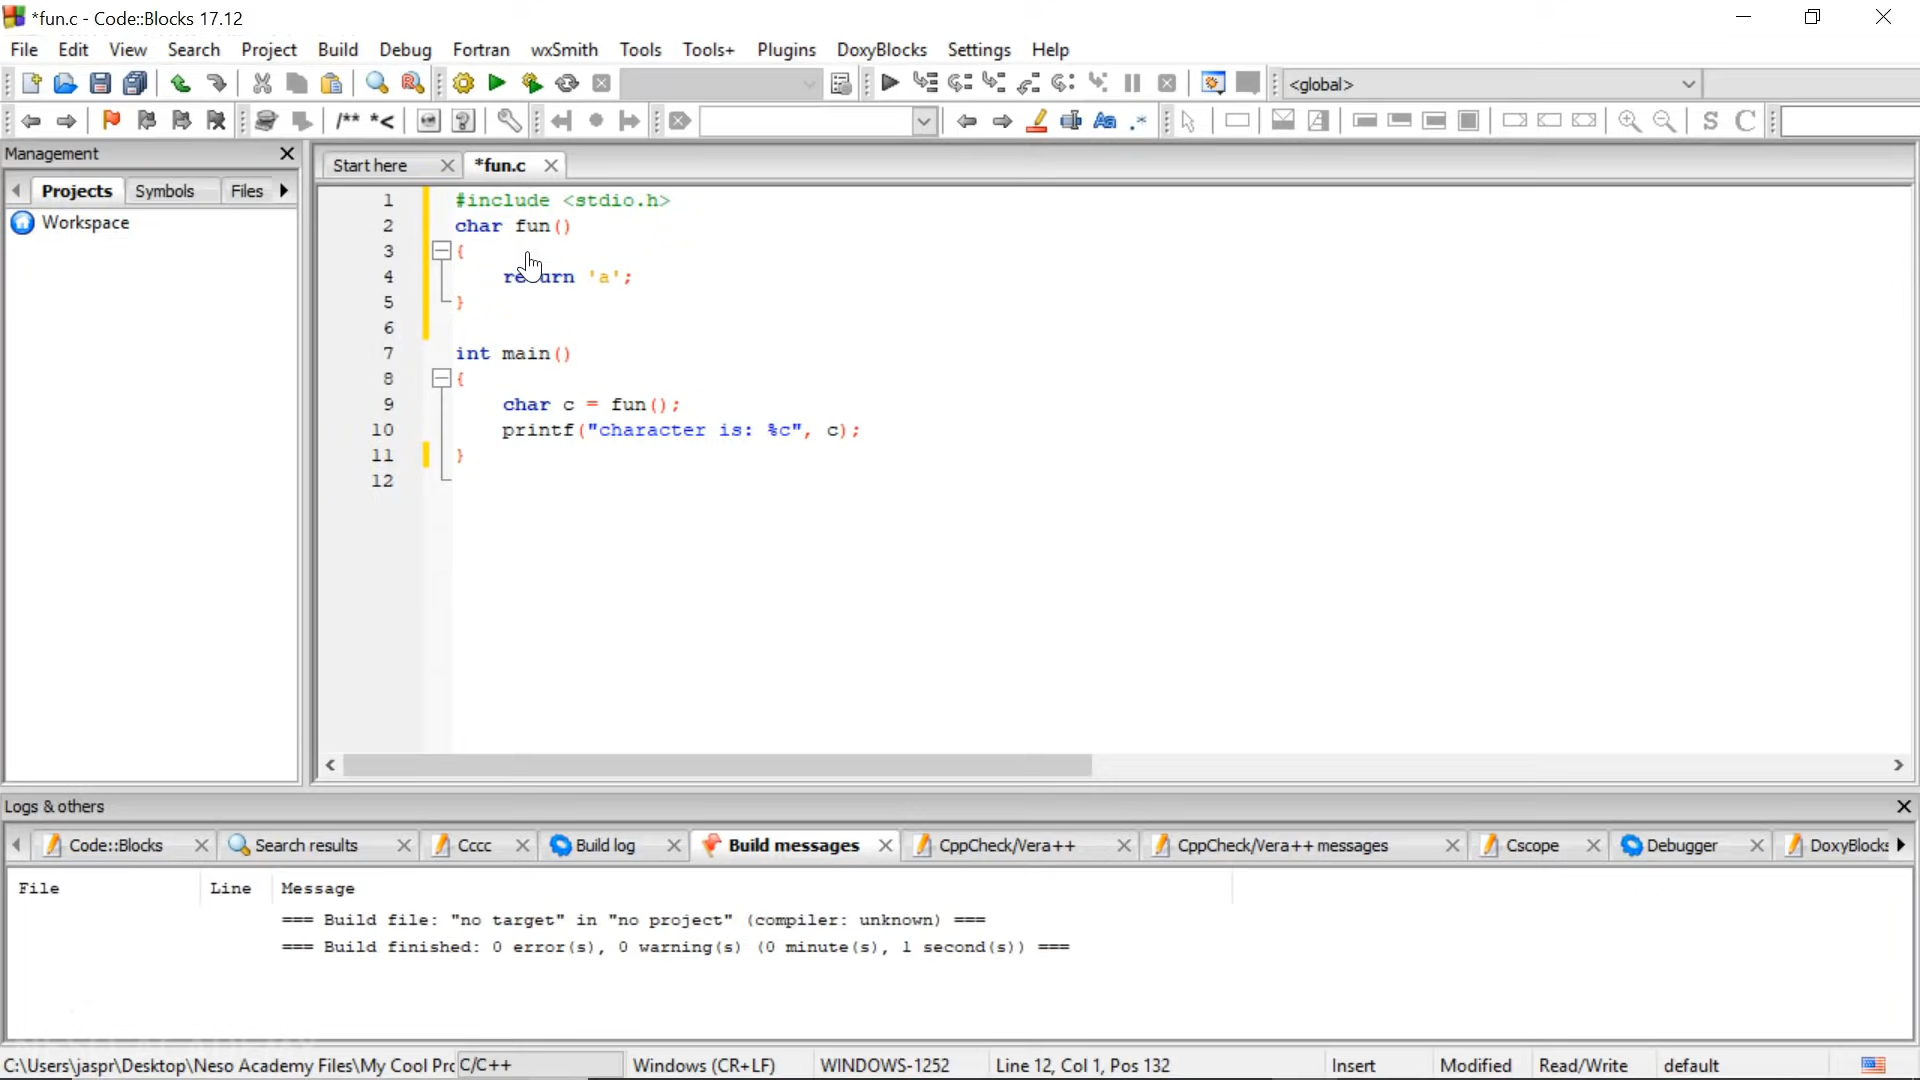 *fun.c - Code::Blocks 17.12
File Edit View Search Project Build Debug Fortran wxSmith Tools Tools+ Plugins DoxyBlocks Settings Help
<global>
/** *<
S C
Management
Projects Symbols Files
Workspace
Start here *fun.c
1 #include <stdio.h>
2 char fun()
3 {
4 return 'a';
5 }
6
7 int main()
8 {
9 char c = fun();
10 printf("character is: %c", c);
11 }
12
Logs & others
Code::Blocks Search results Cccc Build log Build messages CppCheck/Vera++ CppCheck/Vera++ messages Cscope Debugger DoxyBlocks
File Line Message
=== Build file: "no target" in "no project" (compiler: unknown) ===
=== Build finished: 0 error(s), 0 warning(s) (0 minute(s), 1 second(s)) ===
C:\Users\jaspr\Desktop\Neso Academy Files\My Cool Prc C/C++ Windows (CR+LF) WINDOWS-1252 Line 12, Col 1, Pos 132 Insert Modified Read/Write default